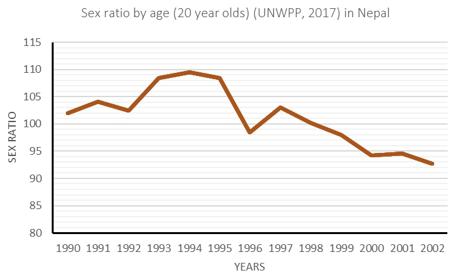 Sex ratio by age (20 year olds) (UNWPP, 2017) in Nepal
115
110
105
100
95
90
85
80
SEX RATIO
1990 1991 1992 1993 1994 1995 1996 1997 1998 1999 2000 2001 2002
YEARS